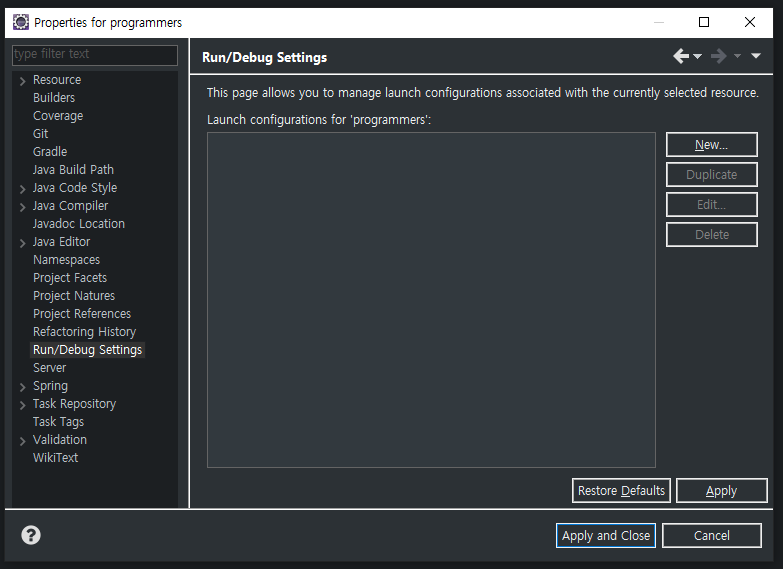 Properties for programmers
type filter text
Resource
Builders
Coverage
Git
Gradle
Java Build Path
Java Code Style
Java Compiler
Javadoc Location
Java Editor
Namespaces
Project Facets
Project Natures
Project References
Refactoring History
Run/Debug Settings
Server
Spring
Task Repository
Task Tags
Validation
WikiText
Run/Debug Settings
This page allows you to manage launch configurations associated with the currently selected resource.
Launch configurations for 'programmers':
New...
Duplicate
Edit...
Delete
Restore Defaults
Apply
?
Apply and Close
Cancel